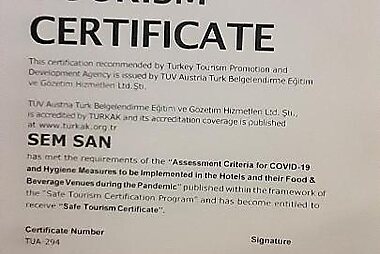 TOURISM
CERTIFICATE
This certification recommended by Turkey Tourism Promotion and
Development Agency is issued by TUV Austria Turk Belgelendirme Eğitim
ve Gözetim Hizmetleri Ltd. Şti.
TUV Austria Turk Belgelendirme Eğitim ve Gözetim Hizmetleri Ltd. Şti.,
is accredited by TURKAK and its accreditation coverage is published
at www.turkak.org.tr
SEM SAN
has met the requirements of the "Assessment Criteria for COVID-19
and Hygiene Measures to be Implemented in the Hotels and their Food &
Beverage Venues during the Pandemic" published within the framework of
the "Safe Tourism Certification Program" and has become entitled to
receive "Safe Tourism Certificate".
Certificate Number
Signature
TUA-294